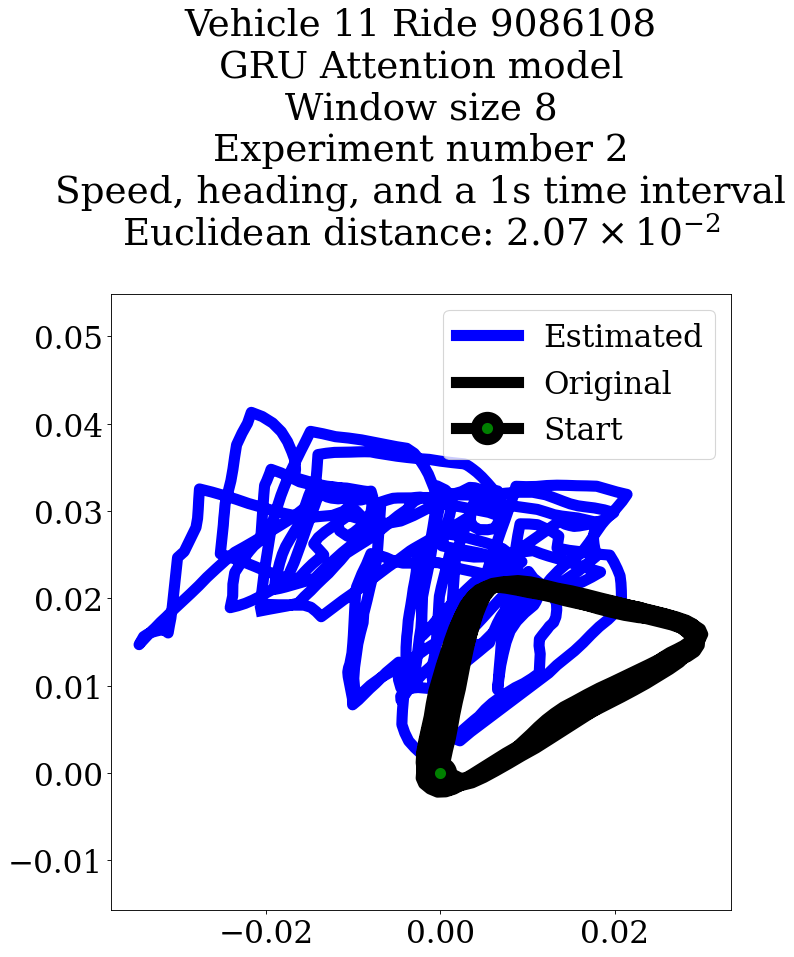 Vehicle 11 Ride 9086108
GRU Attention model
Window size 8
Experiment number 2
Speed, heading, and a 1s time interval
Euclidean distance: 2.07 × 10⁻²
Estimated
Original
Start
0.05
0.04
0.03
0.02
0.01
0.00
−0.01
−0.02 0.00 0.02